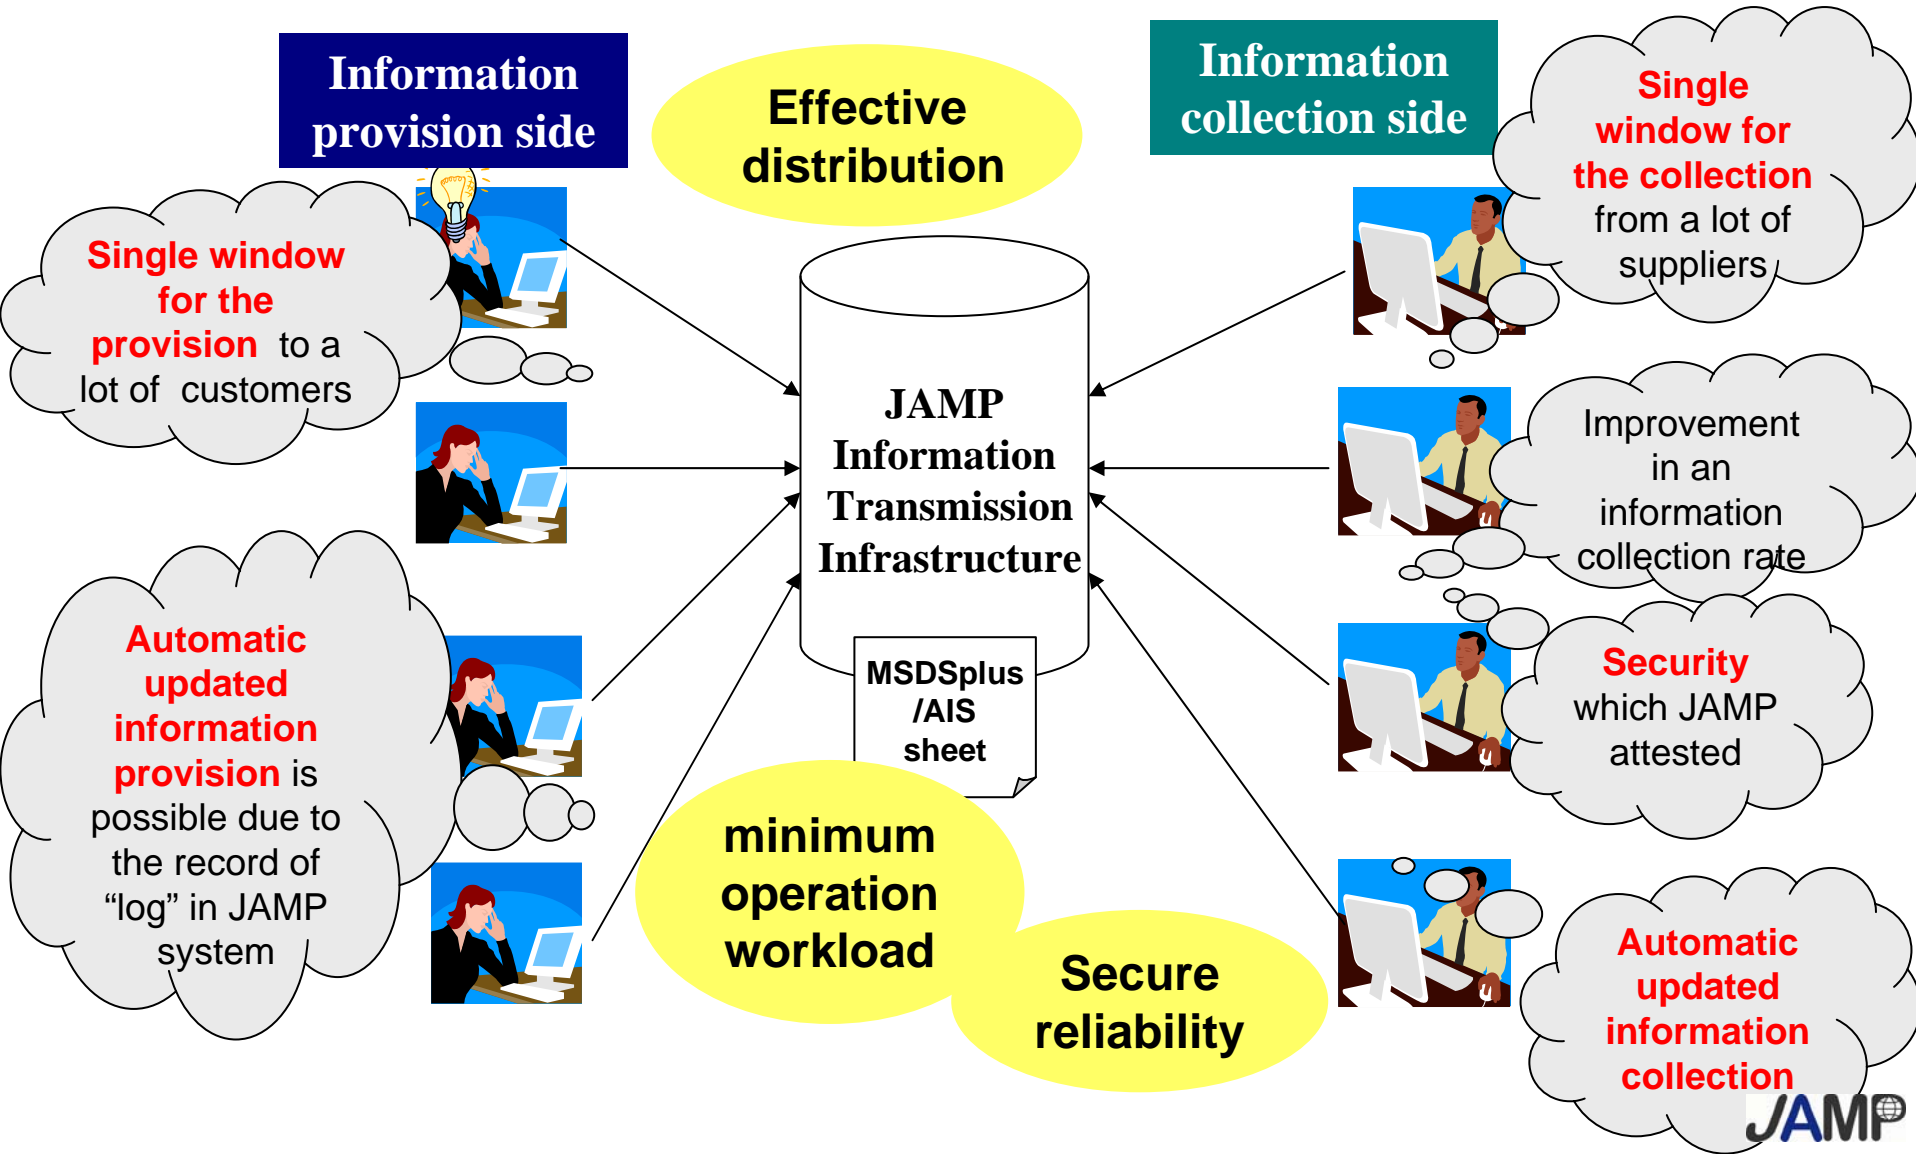 Information
provision side
Effective
distribution
Information
collection side
Single
window for
the collection
from a lot of
suppliers
Single window
for the
provision to a
lot of customers
JAMP
Information
Transmission
Infrastructure
Improvement
in an
information
collection rate
Automatic
updated
information
provision is
possible due to
the record of
“log” in JAMP
system
MSDSplus
/AIS
sheet
Security
which JAMP
attested
minimum
operation
workload
Secure
reliability
Automatic
updated
information
collection
JAMP